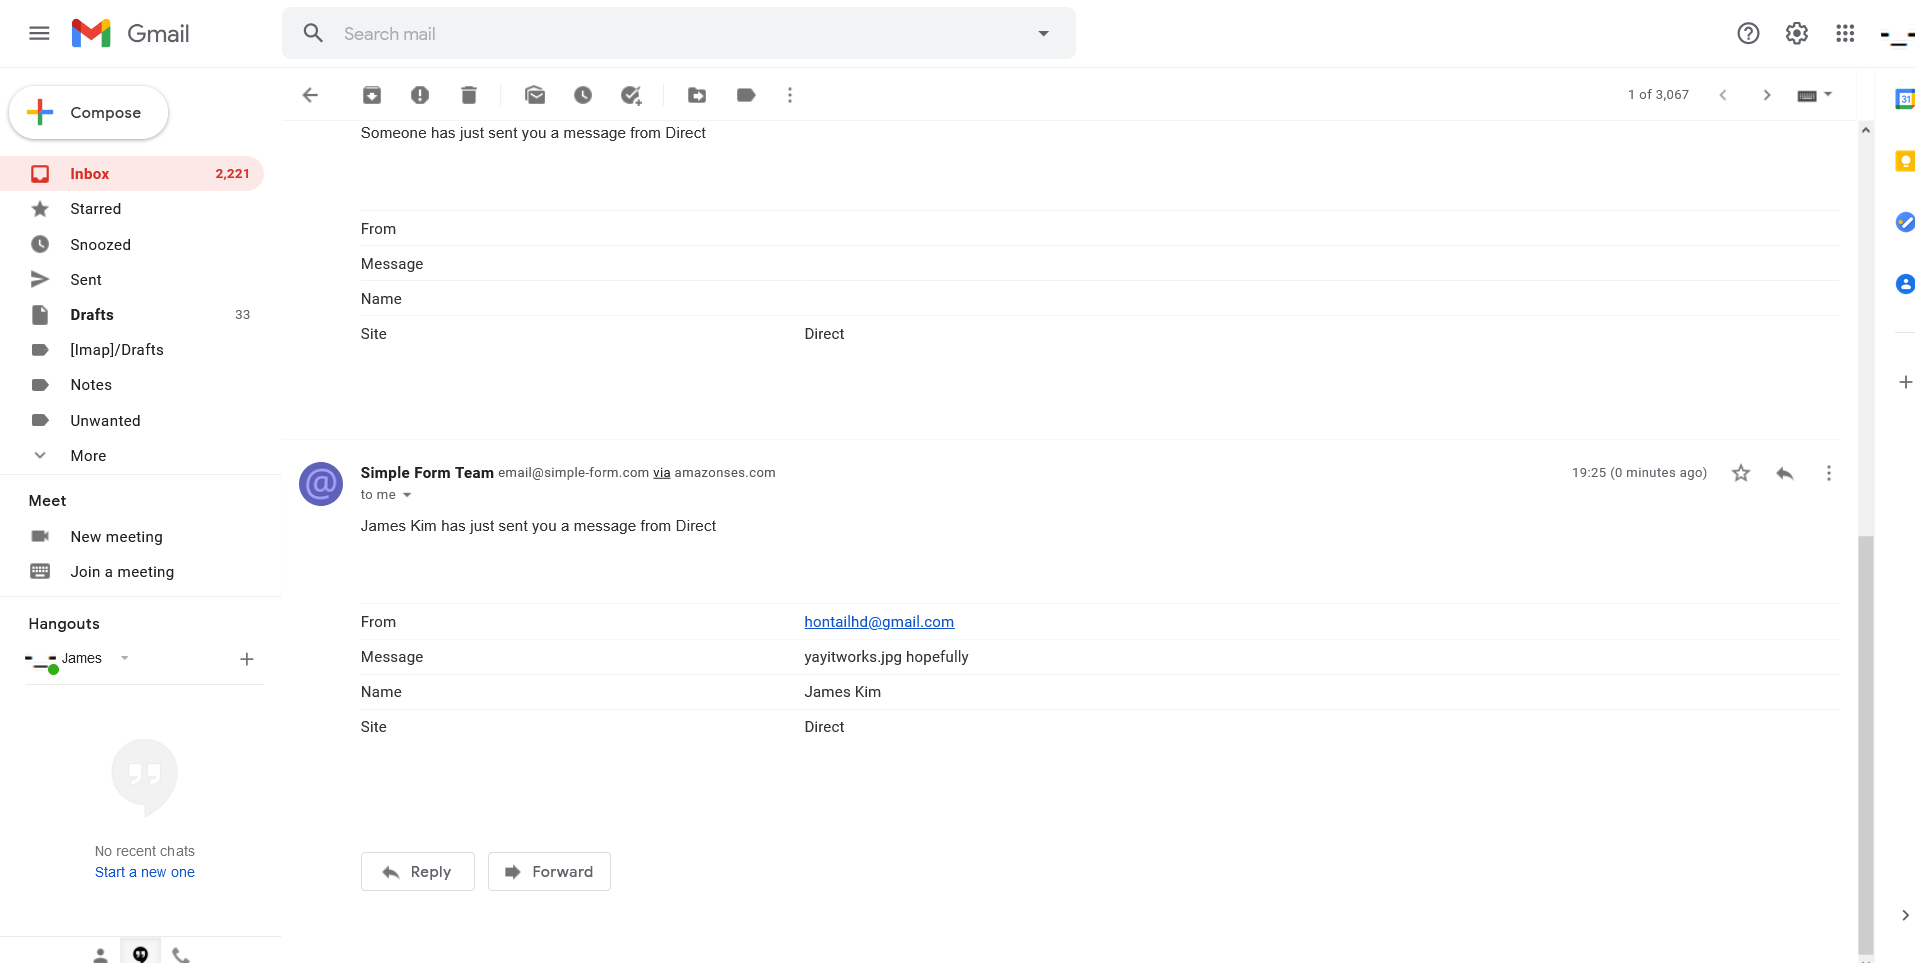 Gmail
Search mail
Compose
1 of 3,067
31
Inbox 2,221
Starred
Snoozed
Sent
Drafts 33
[Imap]/Drafts
Notes
Unwanted
More
Meet
New meeting
Join a meeting
Hangouts
James
No recent chats
Start a new one
Someone has just sent you a message from Direct
From
Message
Name
Site Direct
Simple Form Team email@simple-form.com via amazonses.com 19:25 (0 minutes ago)
to me
James Kim has just sent you a message from Direct
From hontailhd@gmail.com
Message yayitworks.jpg hopefully
Name James Kim
Site Direct
Reply Forward